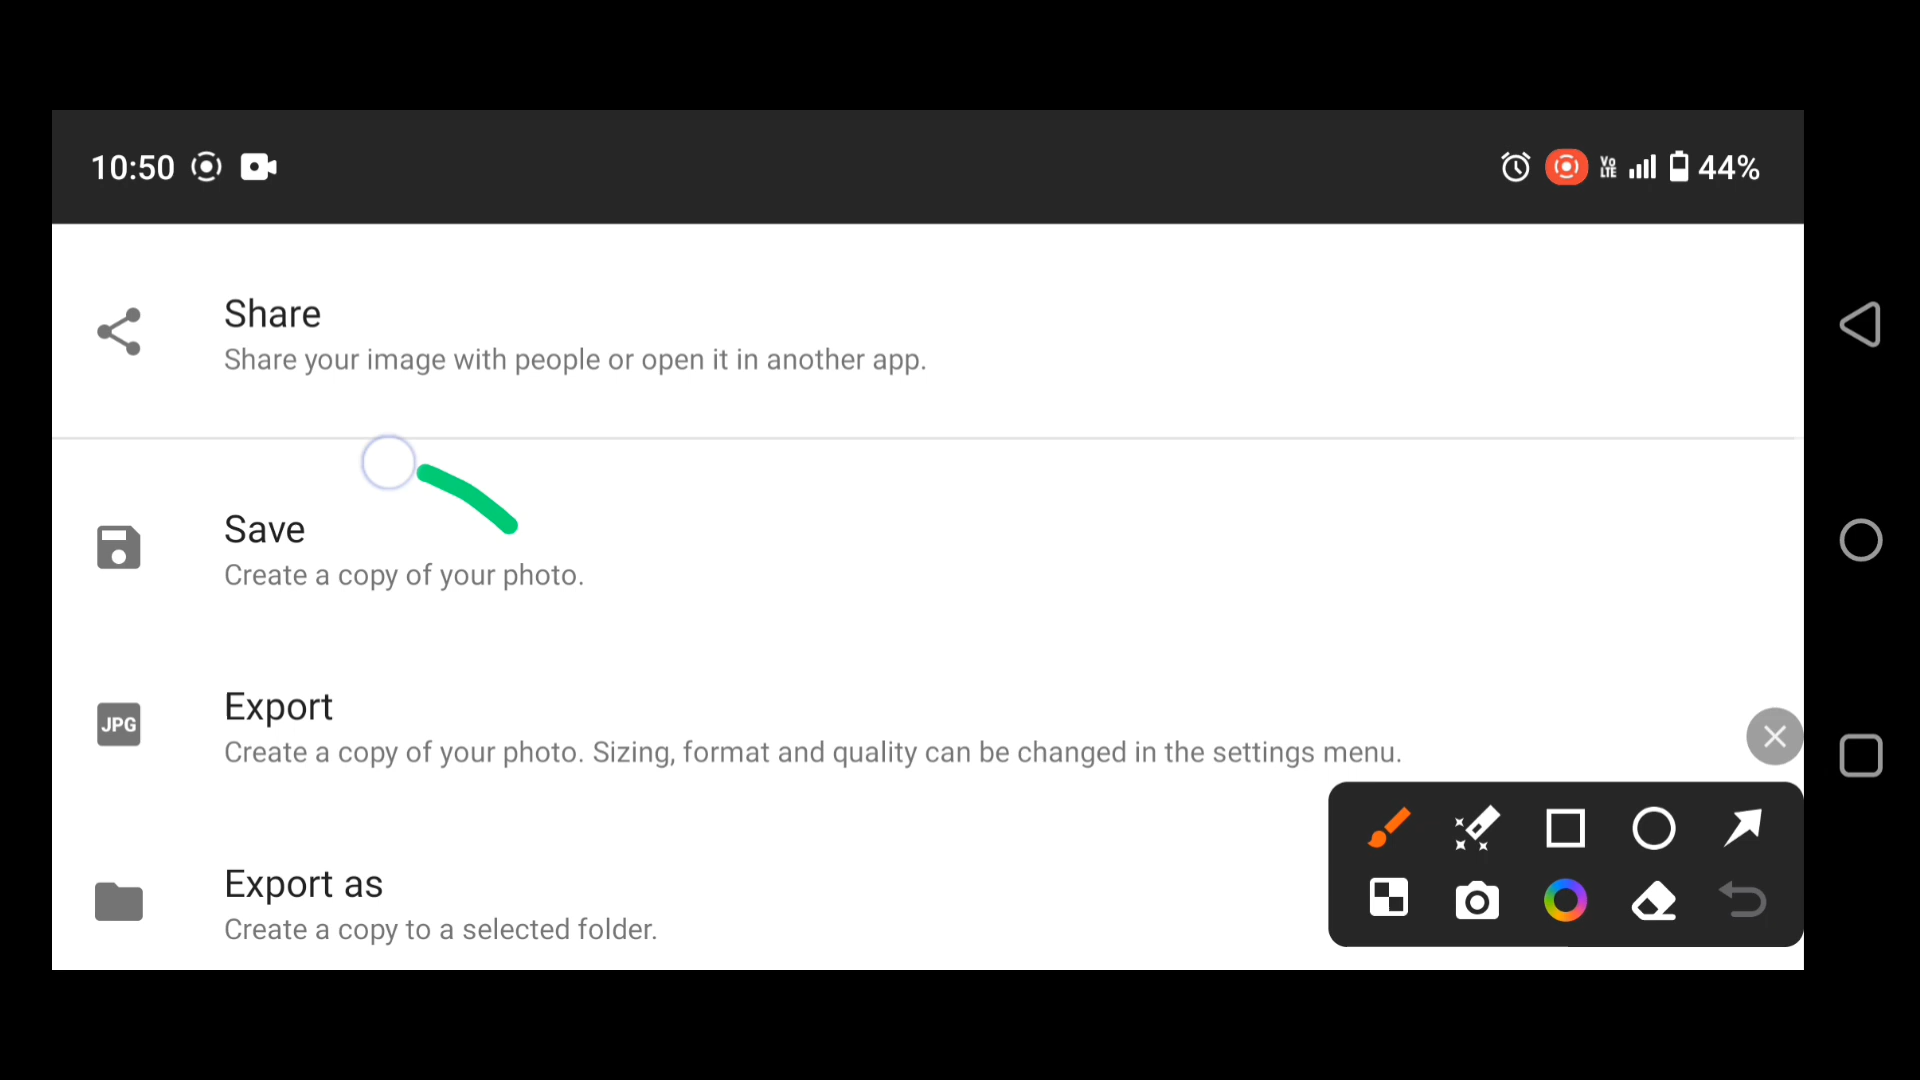 10:50
Vo LTE 44%
Share
Share your image with people or open it in another app.
Save
Create a copy of your photo.
JPG
Export
Create a copy of your photo. Sizing, format and quality can be changed in the settings menu.
Export as
Create a copy to a selected folder.